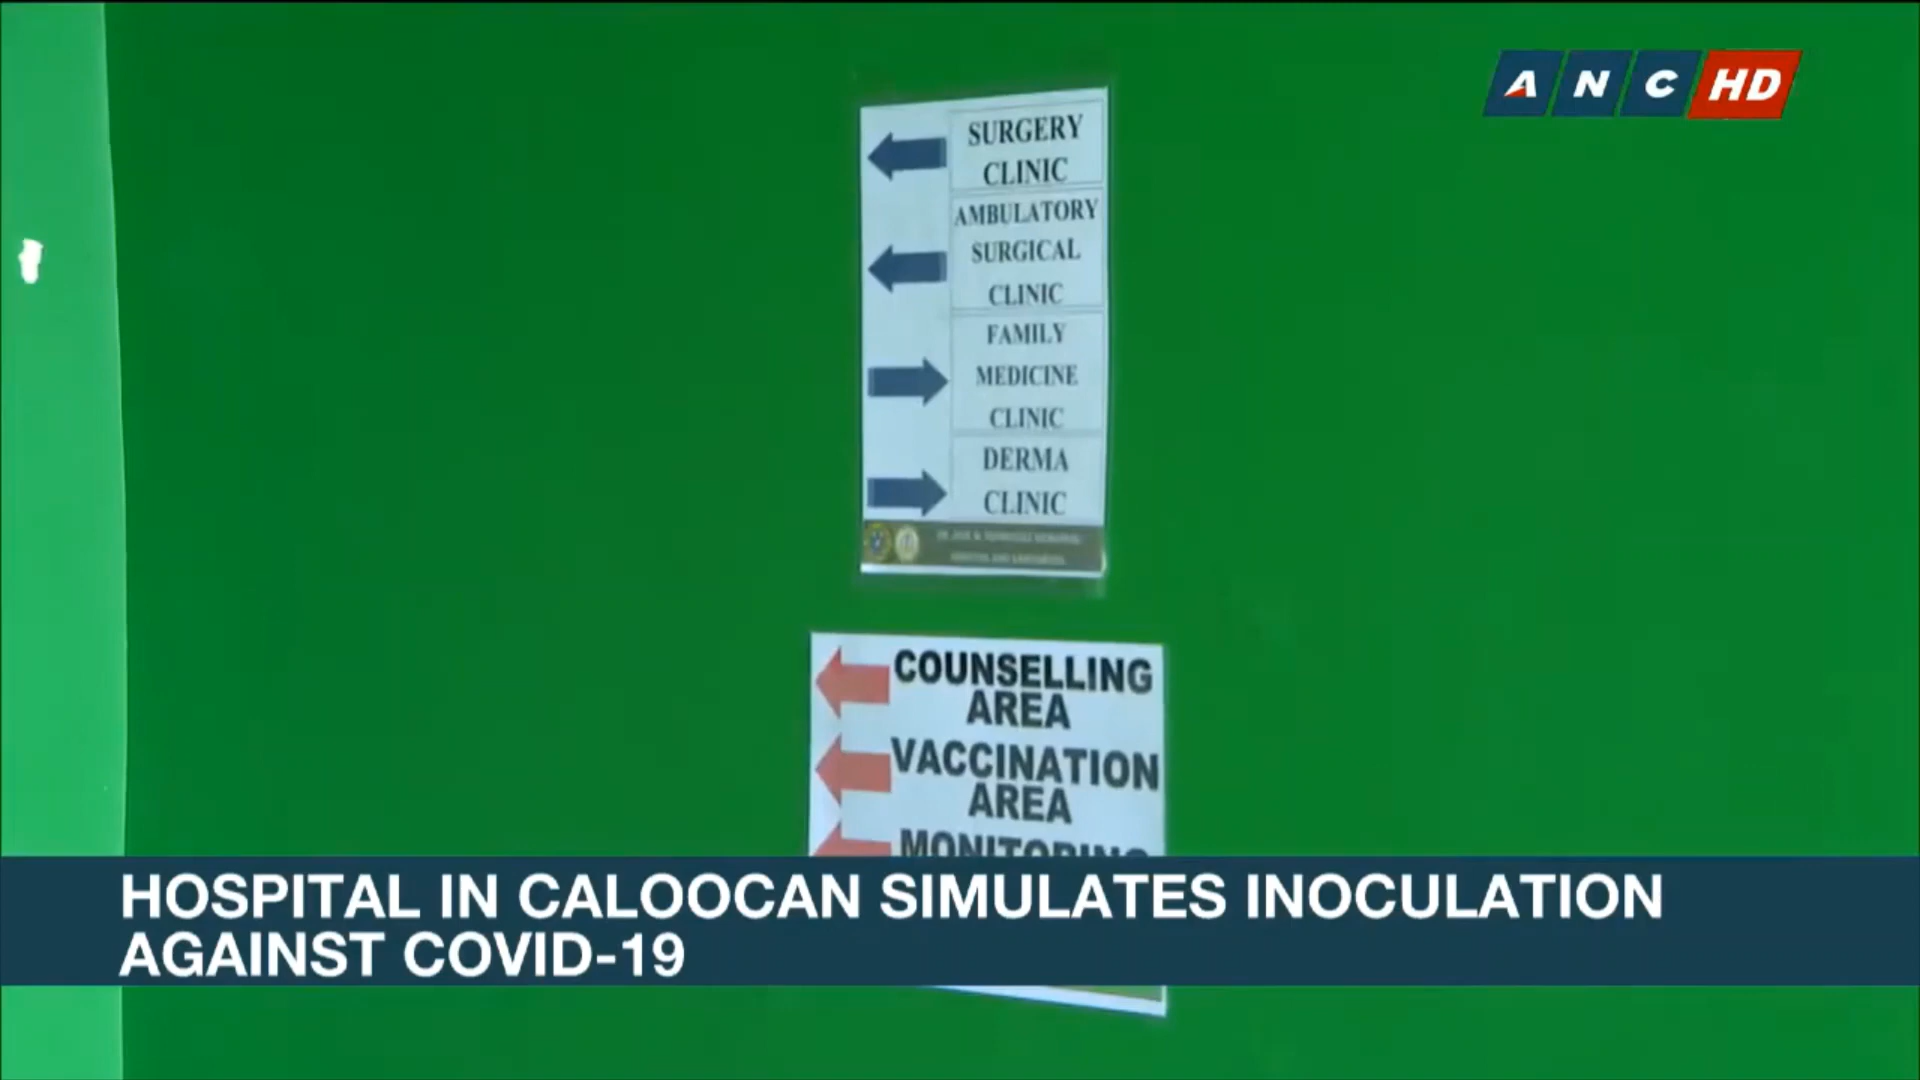 ANC HD
SURGERY
CLINIC
AMBULATORY
SURGICAL
CLINIC
FAMILY
MEDICINE
CLINIC
DERMA
CLINIC
COUNSELLING
AREA
VACCINATION
AREA
MONITORING
HOSPITAL IN CALOOCAN SIMULATES INOCULATION
AGAINST COVID-19